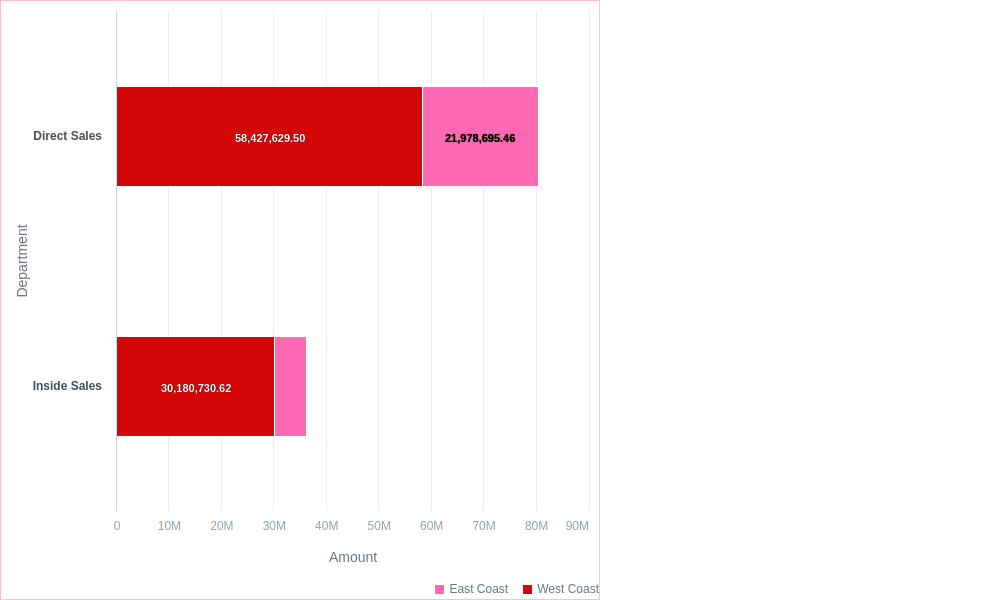 Direct Sales
58,427,629.50
21,978,695.46
Department
Inside Sales
30,180,730.62
0 10M 20M 30M 40M 50M 60M 70M 80M 90M
Amount
East Coast West Coast